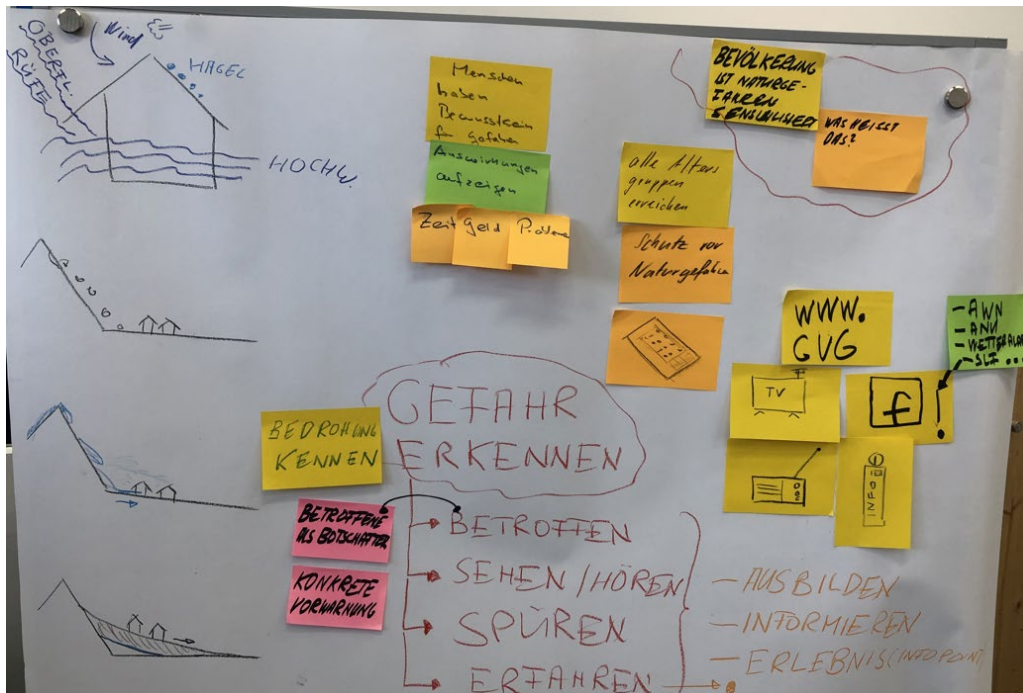 OBERFL.
RÜFE
Wind
HAGEL
HOCHW.
Menschen
haben
Bewusstsein
für gefahren
Auswirkungen
aufzeigen
Zeit
Geld
Probleme
BEVÖLKERUNG
IST NATURGE-
FAHREN
SENSIBILISIERT
WAS HEISST
DAS?
alle Alters
gruppen
erreichen
Schutz vor
Naturgefahren
WWW.
GVG
- AWN
- ANU
- WETTERALARM
- SLF ...
TV
f
!
i
INFO
BEDROHUNG
KENNEN
GEFAHR
ERKENNEN
BETROFFENE
ALS BOTSCHAFTER
KONKRETE
VORWARNUNG
BETROFFEN
SEHEN / HÖREN
SPÜREN
ERFAHREN
- AUSBILDEN
- INFORMIEREN
- ERLEBNIS (INFOPOINT)